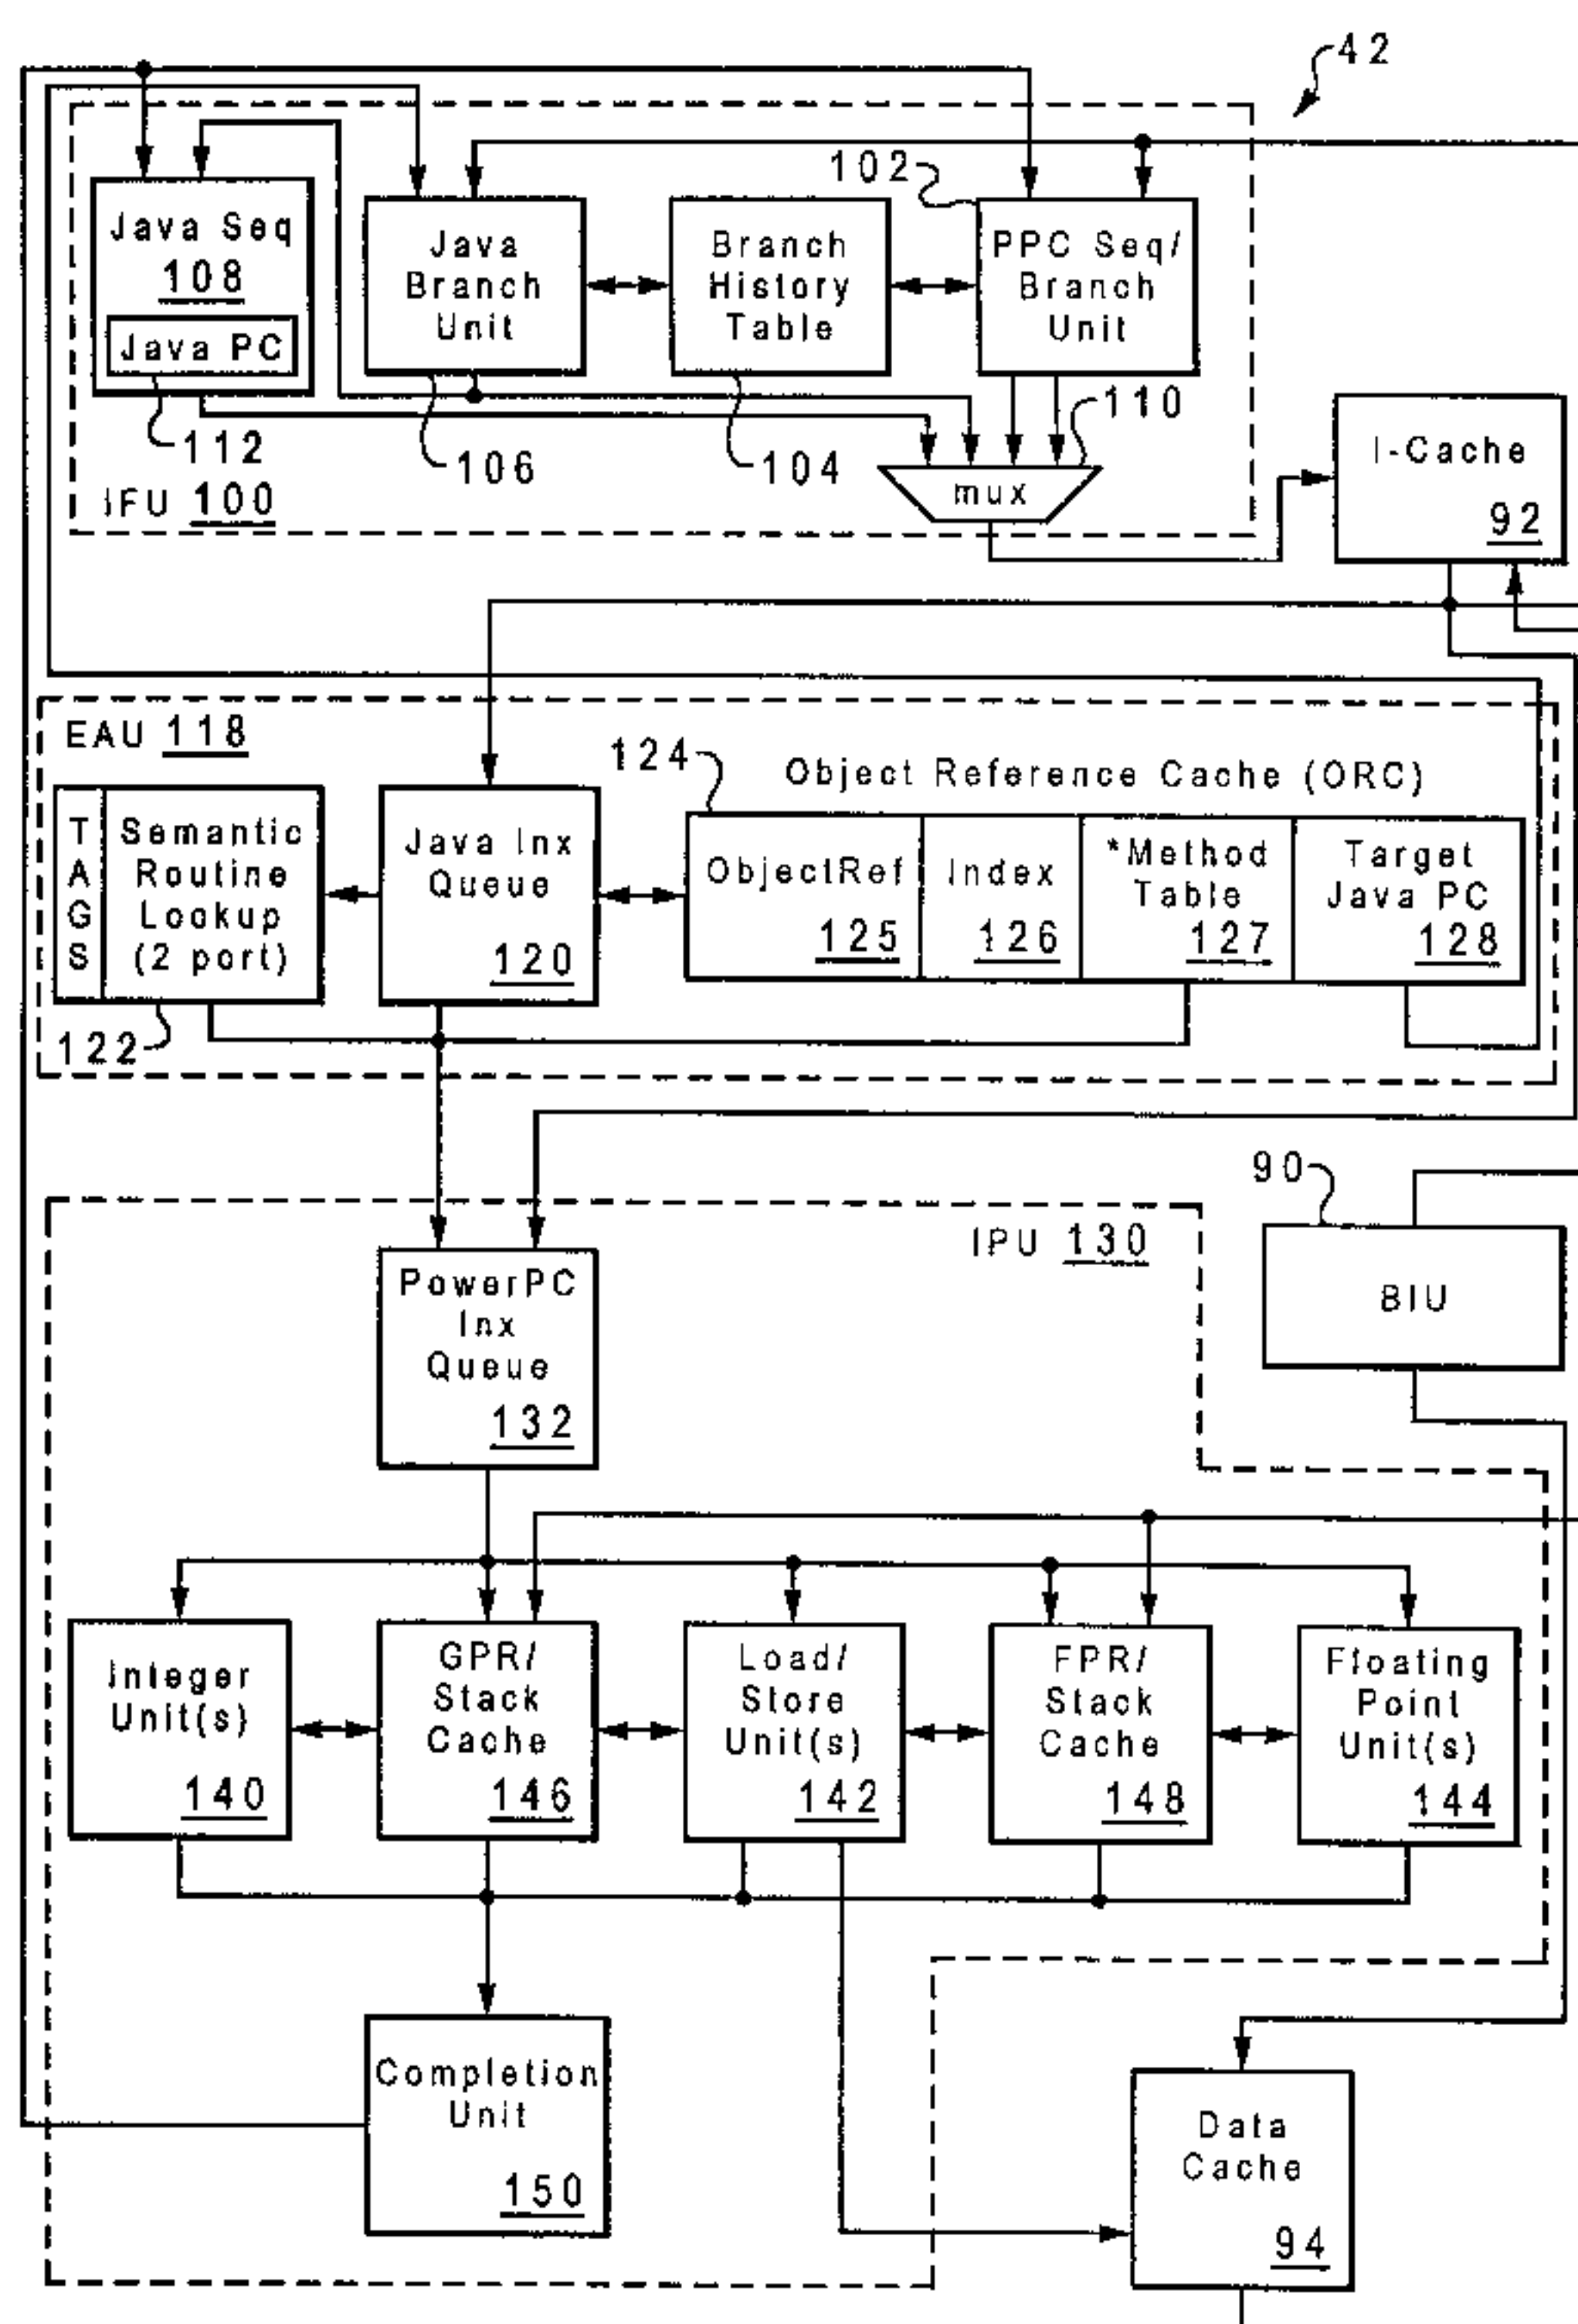 42
102
Java Seq
108
Java PC
Java
Branch
Unit
Branch
History
Table
PPC Seq/
Branch
Unit
112
106
104
110
IFU 100
mux
I-Cache
92
EAU 118
124
Object Reference Cache (ORC)
T
A
G
S
Semantic
Routine
Lookup
(2 port)
Java Inx
Queue
120
ObjectRef
125
Index
126
*Method
Table
127
Target
Java PC
128
122
90
IPU 130
BIU
PowerPC
Inx
Queue
132
Integer
Unit(s)
140
GPR/
Stack
Cache
146
Load/
Store
Unit(s)
142
FPR/
Stack
Cache
148
Floating
Point
Unit(s)
144
Completion
Unit
150
Data
Cache
94